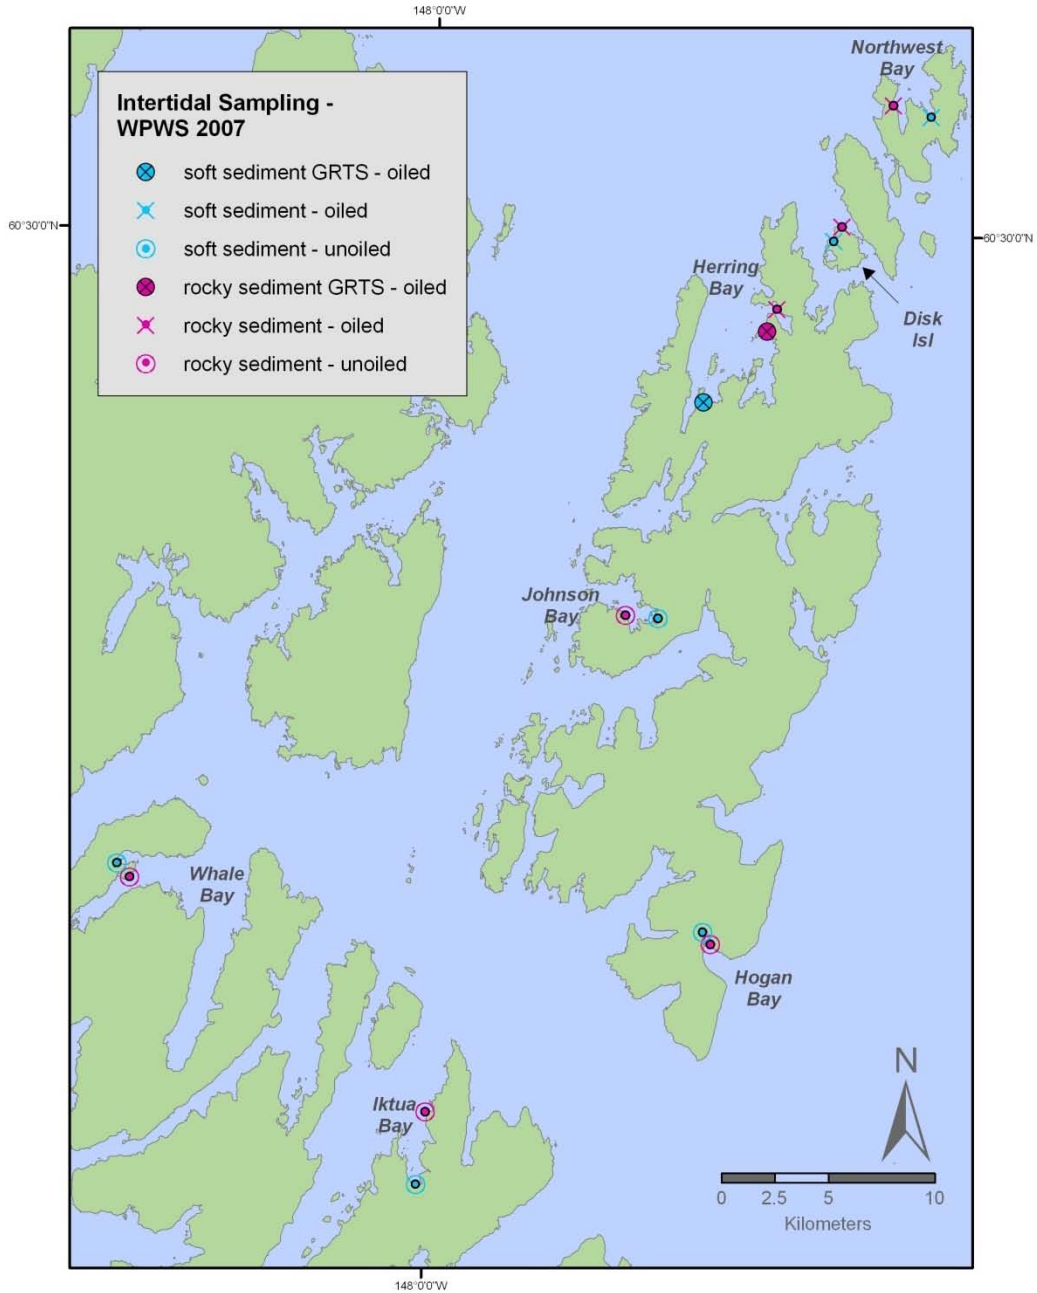 148°0'0"W
Northwest
Bay
Intertidal Sampling -
WPWS 2007
soft sediment GRTS - oiled
soft sediment - oiled
soft sediment - unoiled
rocky sediment GRTS - oiled
rocky sediment - oiled
rocky sediment - unoiled
60°30'0"N
60°30'0"N
Herring
Bay
Disk
Isl
Johnson
Bay
Whale
Bay
Hogan
Bay
Iktua
Bay
N
0 2.5 5 10
Kilometers
148°0'0"W